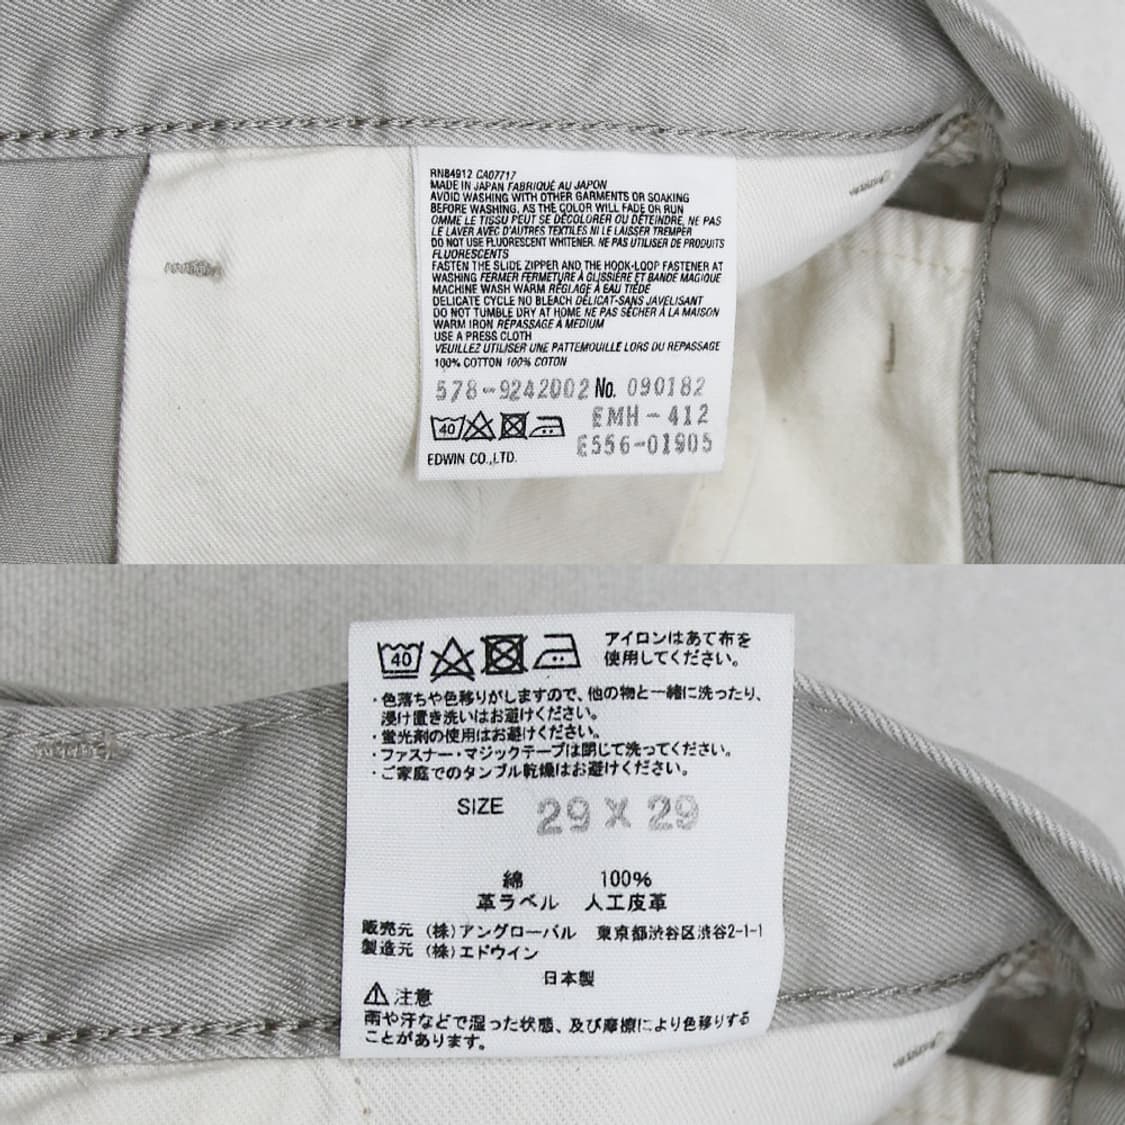 RN84912 CA07717
MADE IN JAPAN FABRIQUÉ AU JAPON
AVOID WASHING WITH OTHER GARMENTS OR SOAKING
BEFORE WASHING, AS THE COLOR WILL FADE OR RUN
OMME LE TISSU PEUT SE DÉCOLORER OU DÉTEINDRE, NE PAS
LE LAVER AVEC D'AUTRES TEXTILES NI LE LAISSER TREMPER
DO NOT USE FLUORESCENT WHITENER. NE PAS UTILISER DE PRODUITS
FLUORESCENTS
FASTEN THE SLIDE ZIPPER AND THE HOOK-LOOP FASTENER AT
WASHING FERMER FERMETURE À GLISSIÈRE ET BANDE MAGIQUE
MACHINE WASH WARM RÉGLAGE À EAU TIÈDE
DELICATE CYCLE NO BLEACH DÉLICAT-SANS JAVELISANT
DO NOT TUMBLE DRY AT HOME NE PAS SÉCHER À LA MAISON
WARM IRON RÉPASSAGE À MEDIUM
USE A PRESS CLOTH
VEUILLEZ UTILISER UNE PATTEMOUILLE LORS DU REPASSAGE
100% COTTON 100% COTON
578-9242002 No. 090182
40 EMH-412
E556-01905
EDWIN CO.,LTD.
40 アイロンはあて布を
使用してください。
・色落ちや色移りがしますので、他の物と一緒に洗ったり、
浸け置き洗いはお避けください。
・蛍光剤の使用はお避けください。
・ファスナー・マジックテープは閉じて洗ってください。
・ご家庭でのタンブル乾燥はお避けください。
SIZE 29×29
綿 100%
革ラベル 人工皮革
販売元 (株)アングローバル 東京都渋谷区渋谷2-1-1
製造元 (株)エドウイン
日本製
⚠注意
雨や汗などで湿った状態、及び摩擦により色移りする
ことがあります。